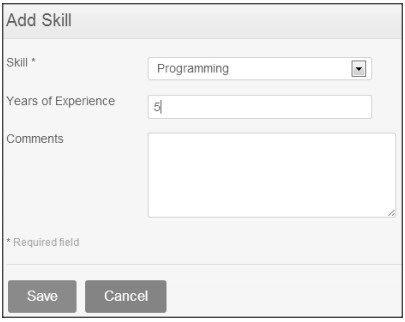 Add Skill
Skill * Programming
Years of Experience 5
Comments
* Required field
Save Cancel